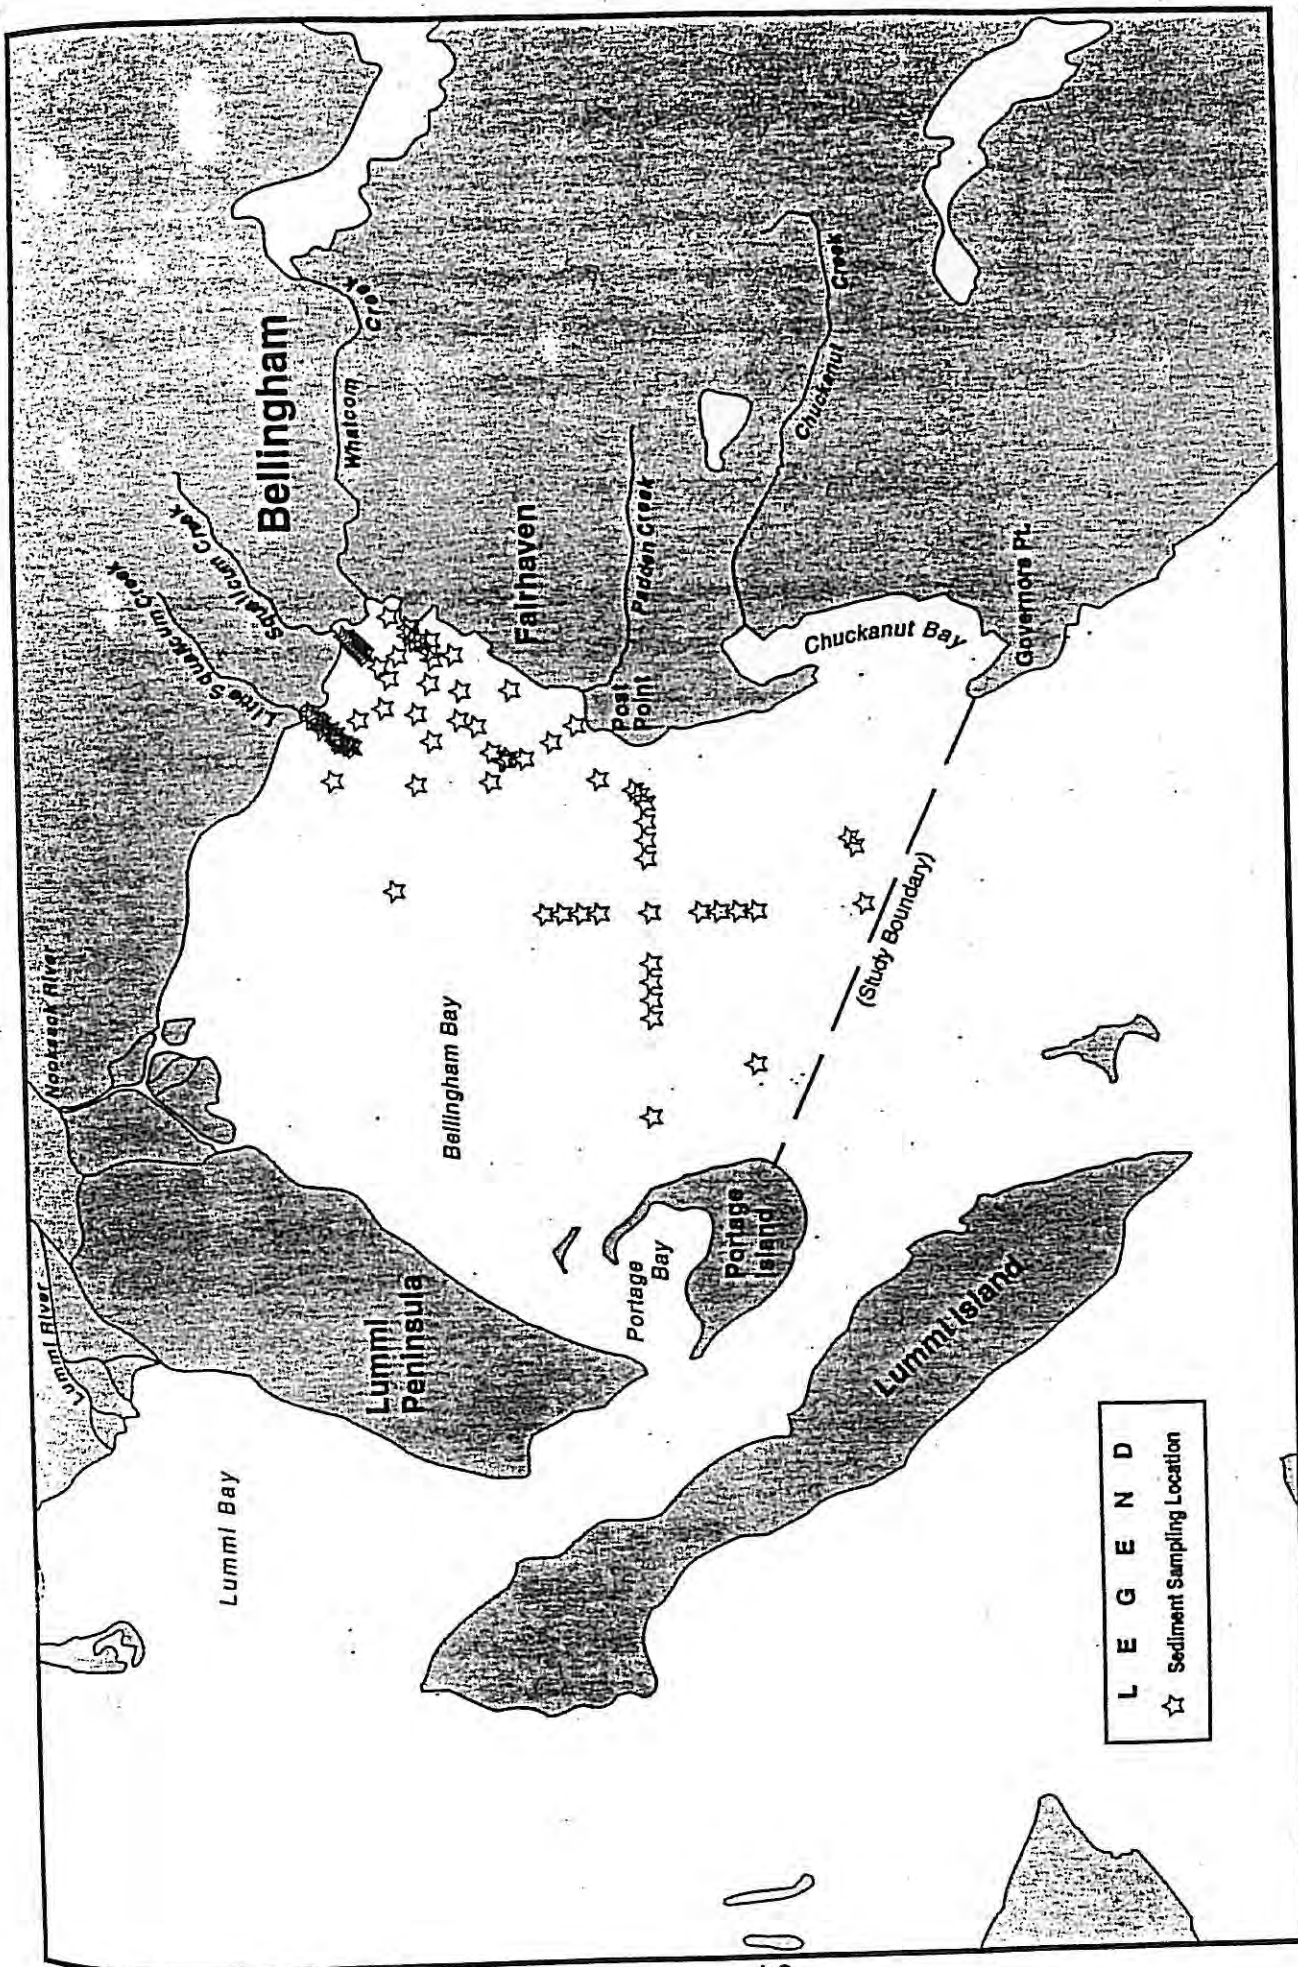 Nooksack River
Lummi River
Little Squalicum Creek
Squalicum Creek
Bellingham
Whatcom
Creek
Lummi Bay
Lummi
Peninsula
Bellingham Bay
Fairhaven
Post
Point
Padden Creek
Portage
Bay
Portage
Island
Chuckanut
Creek
Chuckanut Bay
Lummi Island
(Study Boundary)
Governors Pt.
LEGEND
Sediment Sampling Location